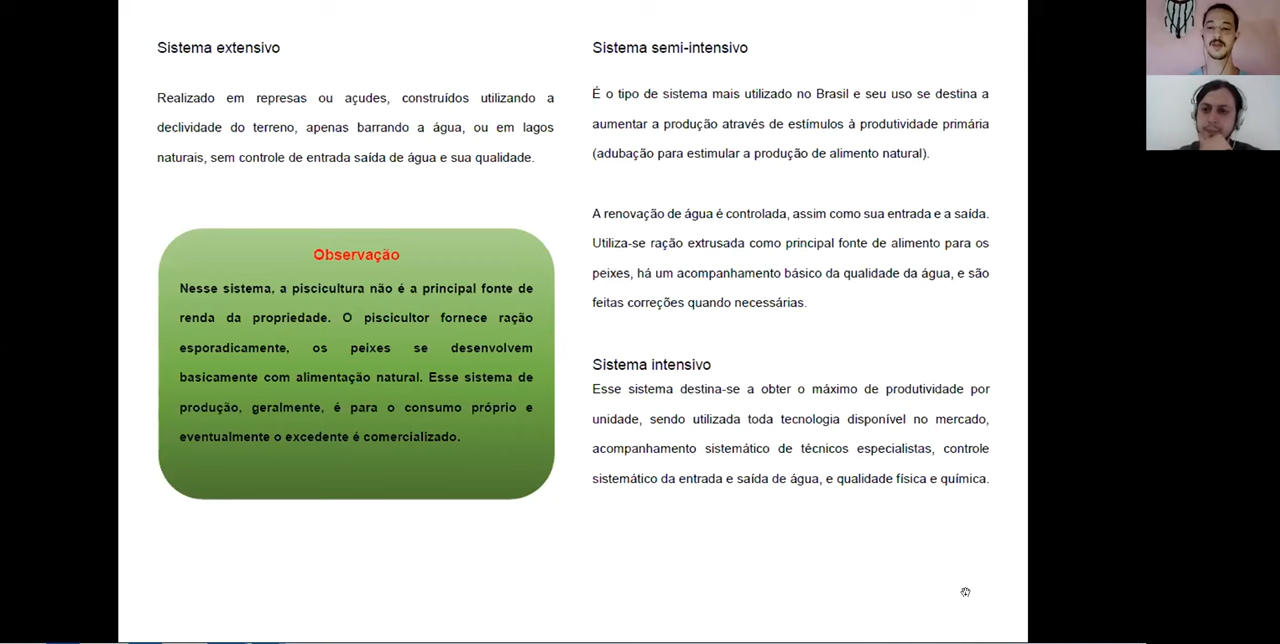 Sistema extensivo
Realizado em represas ou açudes, construídos utilizando a
declividade do terreno, apenas barrando a água, ou em lagos
naturais, sem controle de entrada saída de água e sua qualidade.
Observação
Nesse sistema, a piscicultura não é a principal fonte de
renda da propriedade. O piscicultor fornece ração
esporadicamente, os peixes se desenvolvem
basicamente com alimentação natural. Esse sistema de
produção, geralmente, é para o consumo próprio e
eventualmente o excedente é comercializado.
Sistema semi-intensivo
É o tipo de sistema mais utilizado no Brasil e seu uso se destina a
aumentar a produção através de estímulos à produtividade primária
(adubação para estimular a produção de alimento natural).
A renovação de água é controlada, assim como sua entrada e a saída.
Utiliza-se ração extrusada como principal fonte de alimento para os
peixes, há um acompanhamento básico da qualidade da água, e são
feitas correções quando necessárias.
Sistema intensivo
Esse sistema destina-se a obter o máximo de produtividade por
unidade, sendo utilizada toda tecnologia disponível no mercado,
acompanhamento sistemático de técnicos especialistas, controle
sistemático da entrada e saída de água, e qualidade física e química.